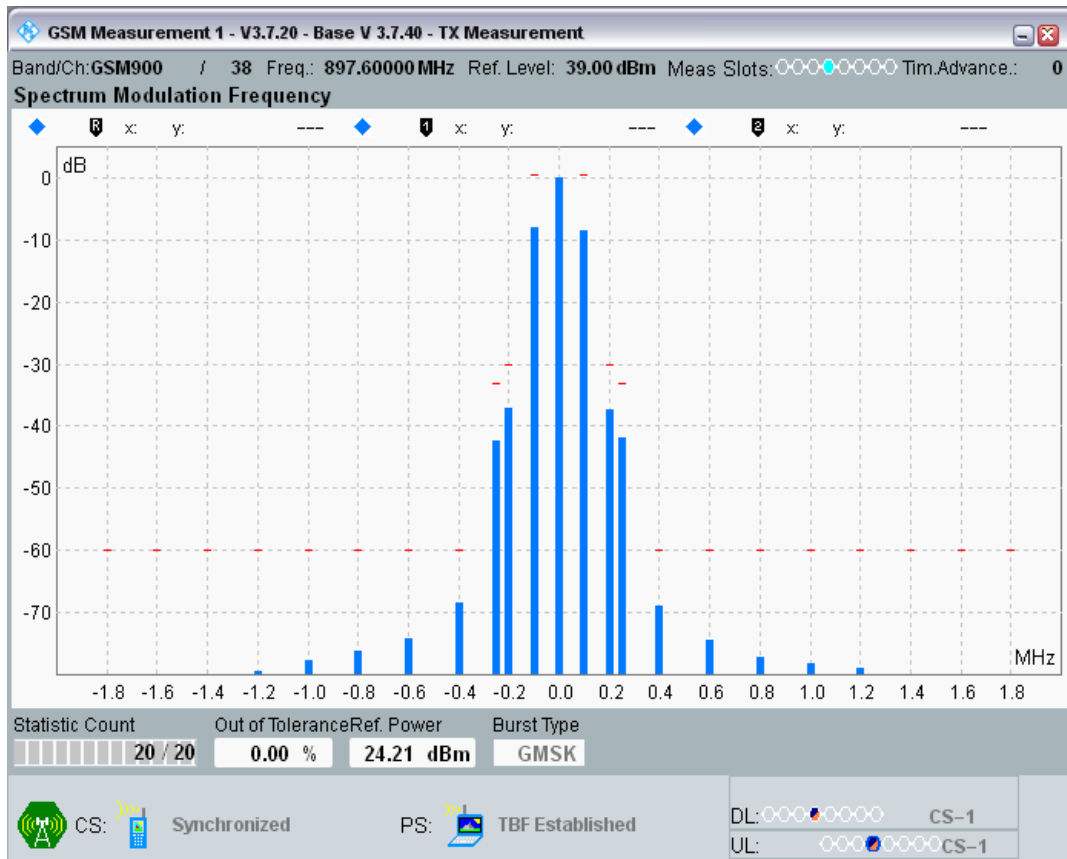 GSM Measurement 1 - V3.7.20 - Base V 3.7.40 - TX Measurement
Band/Ch:GSM900 / 38 Freq.: 897.60000 MHz Ref. Level: 39.00 dBm Meas Slots: Tim.Advance.: 0
Spectrum Modulation Frequency
R x: y: --- 1 x: y: --- 2 x: y: ---
dB
0
-10
-20
-30
-40
-50
-60
-70
MHz
-1.8 -1.6 -1.4 -1.2 -1.0 -0.8 -0.6 -0.4 -0.2 0.0 0.2 0.4 0.6 0.8 1.0 1.2 1.4 1.6 1.8
Statistic Count Out of Tolerance Ref. Power Burst Type
20 / 20 0.00 % 24.21 dBm GMSK
CS: Synchronized PS: TBF Established
DL: CS-1
UL: CS-1